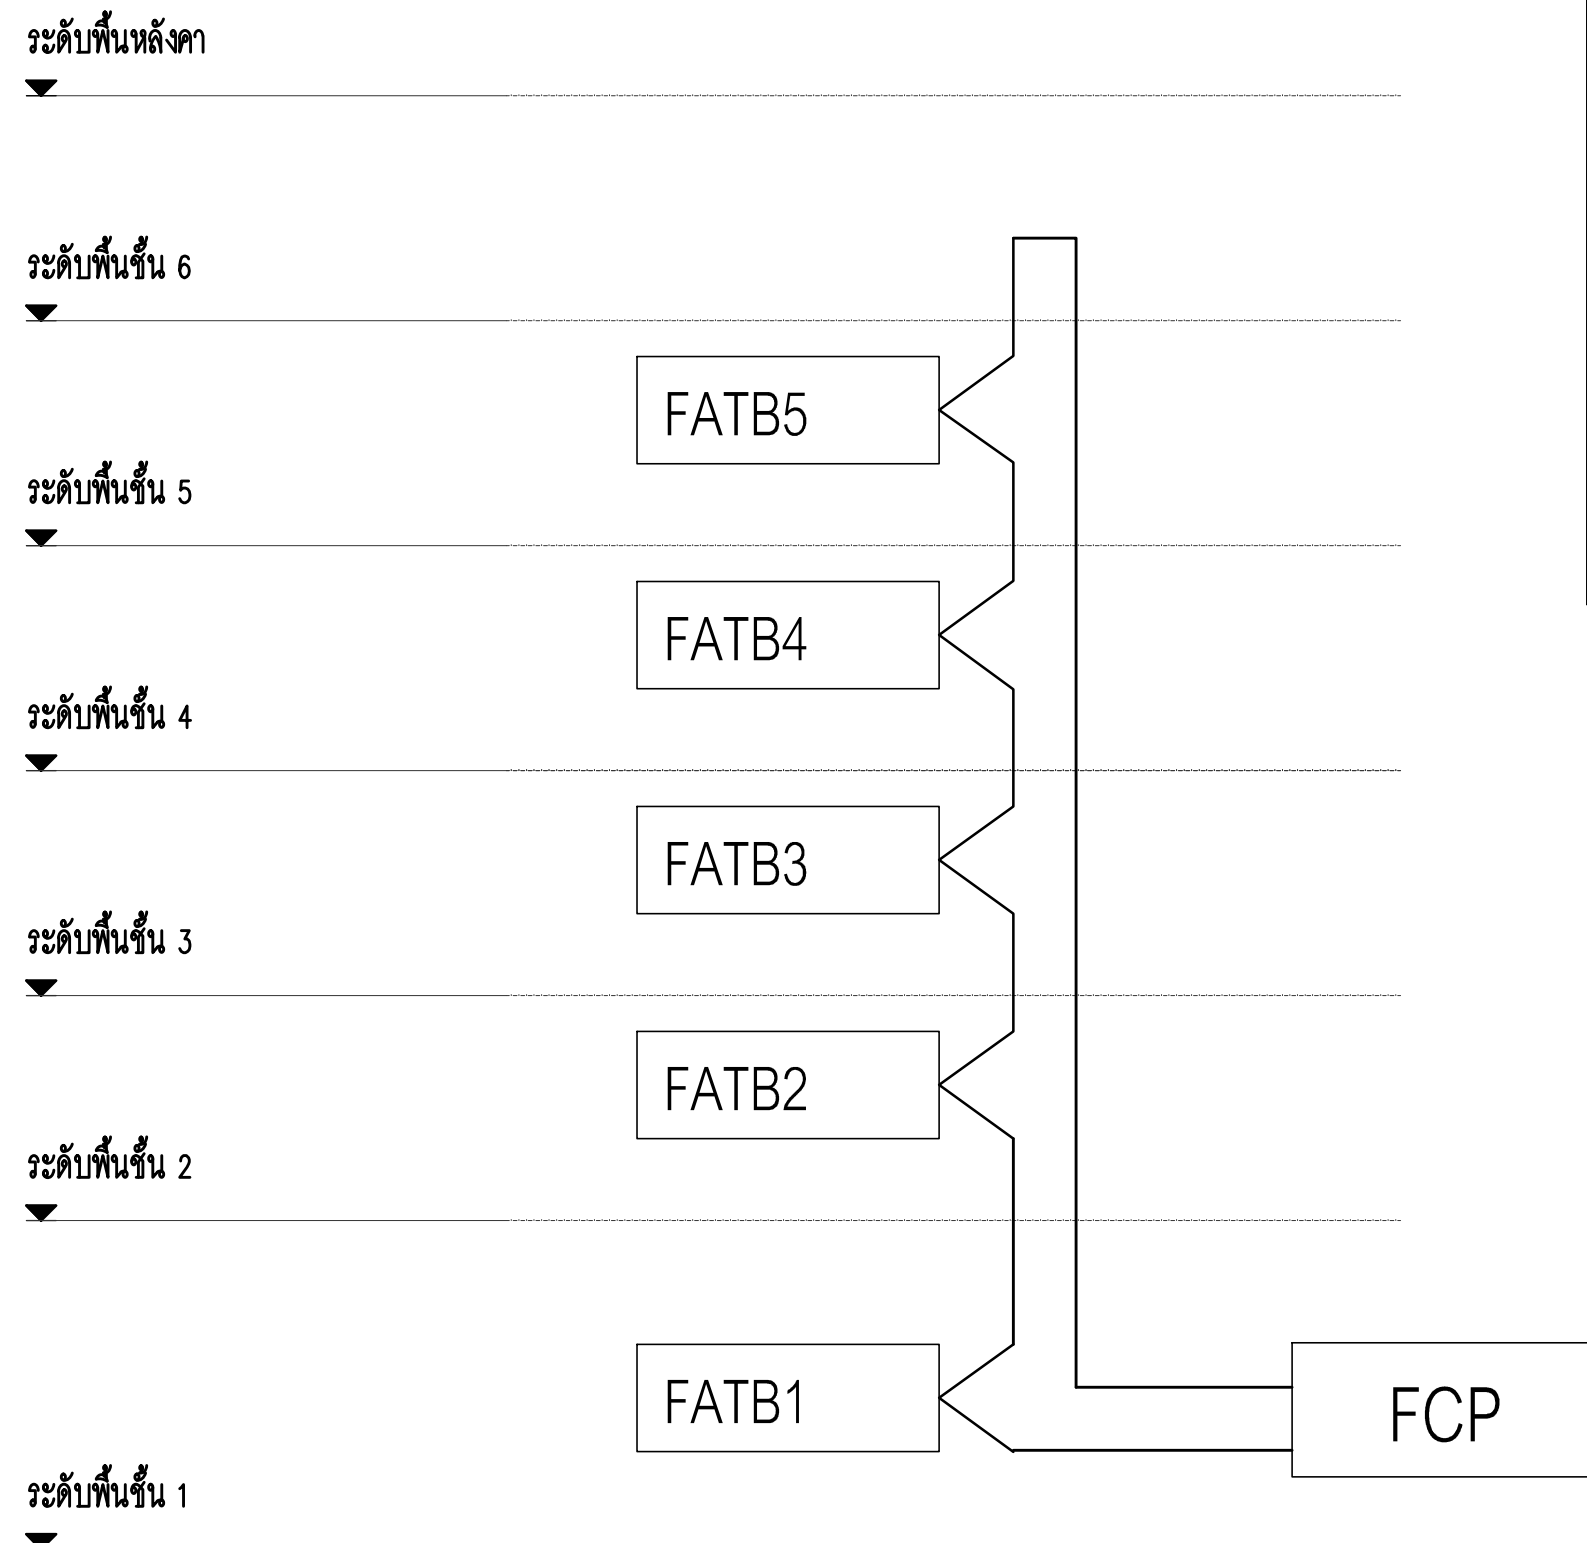 ระดับพื้นหลังคา
ระดับพื้นชั้น 6
FATB5
ระดับพื้นชั้น 5
FATB4
ระดับพื้นชั้น 4
FATB3
ระดับพื้นชั้น 3
FATB2
ระดับพื้นชั้น 2
FATB1
FCP
ระดับพื้นชั้น 1